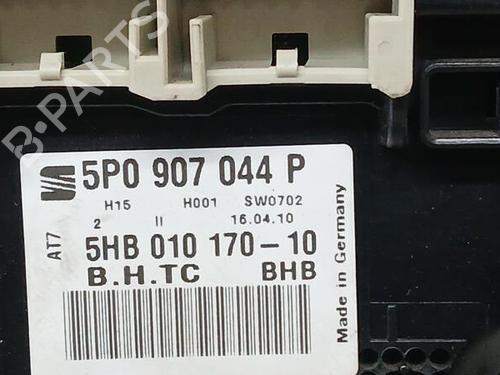 B-PARTS
5P0 907 044 P
H15 H001 SW0702
2 II 16.04.10
AT7
5HB 010 170-10
B.H.TC BHB
Made in Germany